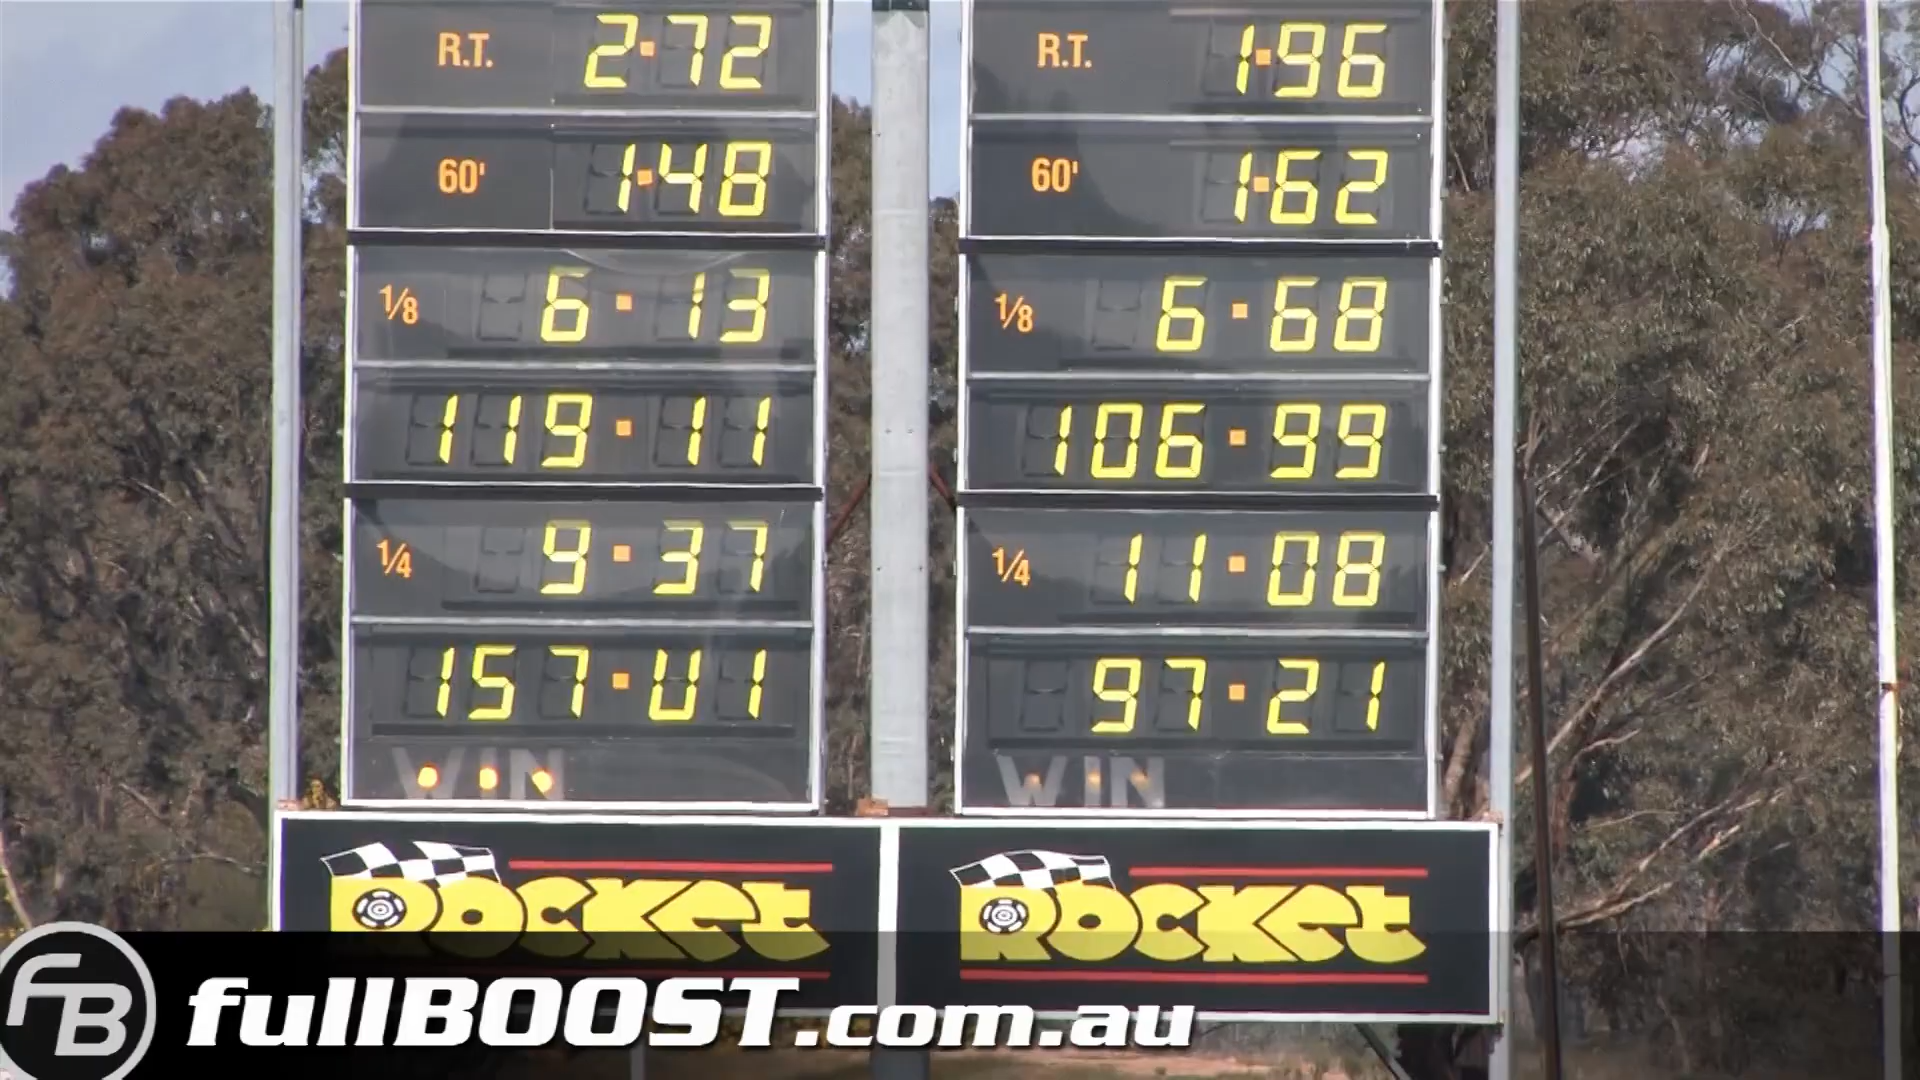 R.T. 2.72
60' 1.48
1/8 6.13
119.11
1/4 9.37
157.01
WIN
R.T. 1.96
60' 1.62
1/8 6.68
106.99
1/4 11.08
97.21
WIN
ROCKet
ROCKet
FB
fullBOOST.com.au